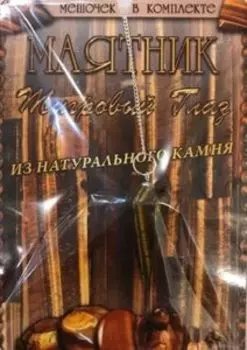 МЕШОЧЕК В КОМПЛЕКТЕ
МАЯТНИК
Тигровый Глаз
ИЗ НАТУРАЛЬНОГО КАМНЯ